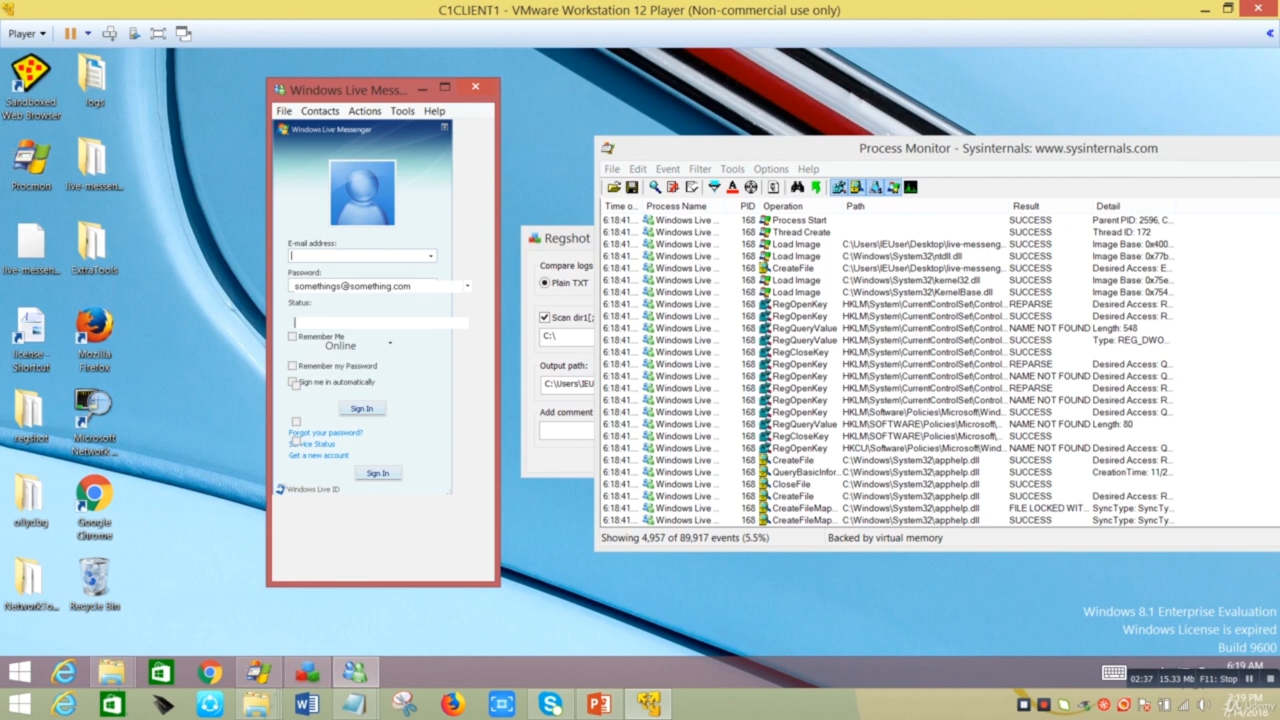 C1CLIENT1 - VMware Workstation 12 Player (Non-commercial use only)
Player
Sandboxed Web Browser
logs
Procmon
live-messen...
live-messen...
ExtraTools
license - Shortcut
Mozilla Firefox
regshot
Microsoft Network ...
ollydbg
Google Chrome
NetworkTo...
Recycle Bin
Windows Live Mess...
File Contacts Actions Tools Help
Windows Live Messenger
E-mail address:
Password:
somethings@something.com
Status:
Remember Me
Online
Remember my Password
Sign me in automatically
Sign In
Forgot your password?
Service Status
Get a new account
Sign In
Windows Live ID
Regshot
Compare logs
Plain TXT
Scan dir1[;
C:\
Output path:
C:\Users\IEU
Add comment
Process Monitor - Sysinternals: www.sysinternals.com
File Edit Event Filter Tools Options Help
Time o... Process Name PID Operation Path Result Detail
6:18:41... Windows Live ... 168 Process Start SUCCESS Parent PID: 2596, C...
6:18:41... Windows Live ... 168 Thread Create SUCCESS Thread ID: 172
6:18:41... Windows Live ... 168 Load Image C:\Users\IEUser\Desktop\live-messeng... SUCCESS Image Base: 0x400...
6:18:41... Windows Live ... 168 Load Image C:\Windows\System32\ntdll.dll SUCCESS Image Base: 0x77b...
6:18:41... Windows Live ... 168 CreateFile C:\Users\IEUser\Desktop\live-messeng... SUCCESS Desired Access: E...
6:18:41... Windows Live ... 168 Load Image C:\Windows\System32\kernel32.dll SUCCESS Image Base: 0x75e...
6:18:41... Windows Live ... 168 Load Image C:\Windows\System32\KernelBase.dll SUCCESS Image Base: 0x754...
6:18:41... Windows Live ... 168 RegOpenKey HKLM\System\CurrentControlSet\Control... REPARSE Desired Access: R...
6:18:41... Windows Live ... 168 RegOpenKey HKLM\System\CurrentControlSet\Control... SUCCESS Desired Access: R...
6:18:41... Windows Live ... 168 RegQueryValue HKLM\System\CurrentControlSet\Control... NAME NOT FOUND Length: 548
6:18:41... Windows Live ... 168 RegQueryValue HKLM\System\CurrentControlSet\Control... SUCCESS Type: REG_DWO...
6:18:41... Windows Live ... 168 RegCloseKey HKLM\System\CurrentControlSet\Control... SUCCESS
6:18:41... Windows Live ... 168 RegOpenKey HKLM\System\CurrentControlSet\Control... REPARSE Desired Access: Q...
6:18:41... Windows Live ... 168 RegOpenKey HKLM\System\CurrentControlSet\Control... NAME NOT FOUND Desired Access: Q...
6:18:41... Windows Live ... 168 RegOpenKey HKLM\System\CurrentControlSet\Control... REPARSE Desired Access: R...
6:18:41... Windows Live ... 168 RegOpenKey HKLM\System\CurrentControlSet\Control... NAME NOT FOUND Desired Access: R...
6:18:41... Windows Live ... 168 RegOpenKey HKLM\Software\Policies\Microsoft\Wind... SUCCESS Desired Access: Q...
6:18:41... Windows Live ... 168 RegQueryValue HKLM\SOFTWARE\Policies\Microsoft\... NAME NOT FOUND Length: 80
6:18:41... Windows Live ... 168 RegCloseKey HKLM\SOFTWARE\Policies\Microsoft\... SUCCESS
6:18:41... Windows Live ... 168 RegOpenKey HKCU\Software\Policies\Microsoft\Wind... NAME NOT FOUND Desired Access: Q...
6:18:41... Windows Live ... 168 CreateFile C:\Windows\System32\apphelp.dll SUCCESS Desired Access: R...
6:18:41... Windows Live ... 168 QueryBasicInfor... C:\Windows\System32\apphelp.dll SUCCESS CreationTime: 11/2...
6:18:41... Windows Live ... 168 CloseFile C:\Windows\System32\apphelp.dll SUCCESS
6:18:41... Windows Live ... 168 CreateFile C:\Windows\System32\apphelp.dll SUCCESS Desired Access: R...
6:18:41... Windows Live ... 168 CreateFileMap... C:\Windows\System32\apphelp.dll FILE LOCKED WIT... SyncType: SyncTy...
6:18:41... Windows Live ... 168 CreateFileMap... C:\Windows\System32\apphelp.dll SUCCESS SyncType: SyncTy...
Showing 4,957 of 89,917 events (5.5%) Backed by virtual memory
Windows 8.1 Enterprise Evaluation
Windows License is expired
Build 9600
6:19 AM
02:37 15.33 Mb F11: Stop
2:19 PM
7/14/2018
Udemy